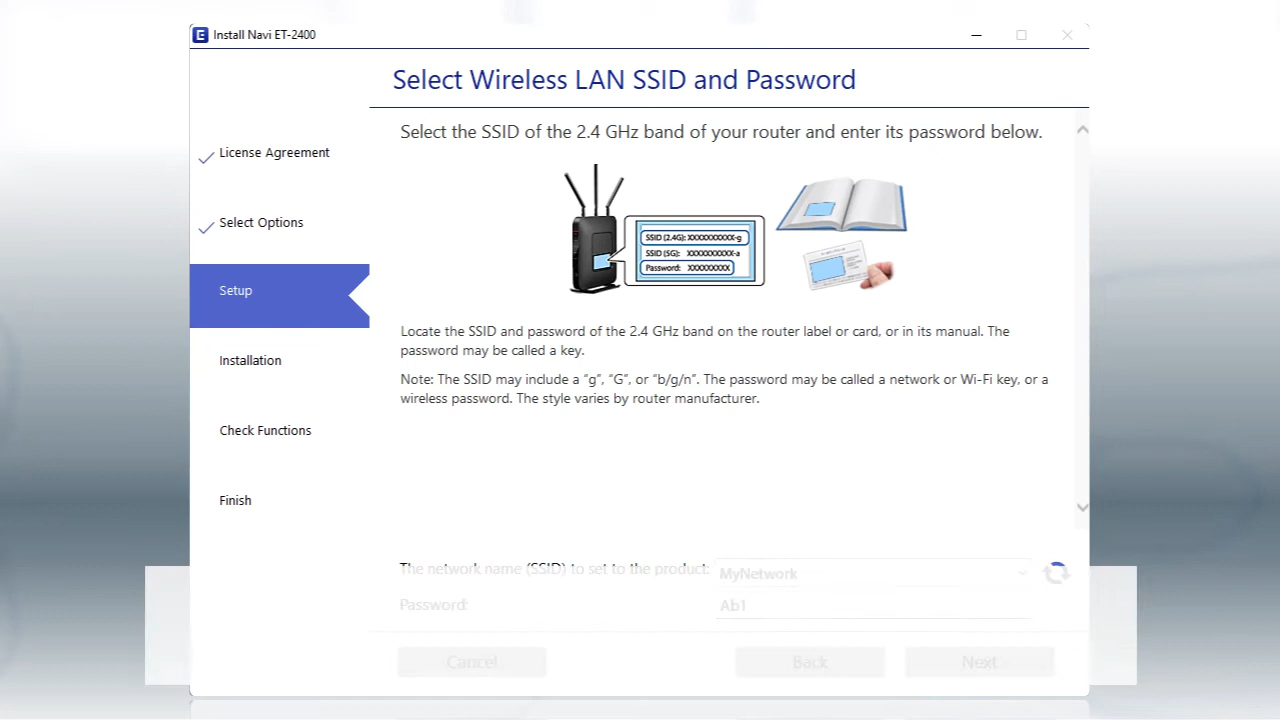 E Install Navi ET-2400
Select Wireless LAN SSID and Password
License Agreement
Select Options
Setup
Installation
Check Functions
Finish
Select the SSID of the 2.4 GHz band of your router and enter its password below.
SSID (2.4G): XXXXXXXXXX-g
SSID (5G): XXXXXXXXXX-a
Password: XXXXXXXXX
Locate the SSID and password of the 2.4 GHz band on the router label or card, or in its manual. The
password may be called a key.
Note: The SSID may include a “g”, “G”, or “b/g/n”. The password may be called a network or Wi-Fi key, or a
wireless password. The style varies by router manufacturer.
The network name (SSID) to set to the product: MyNetwork
Password: Ab1
Cancel Back Next